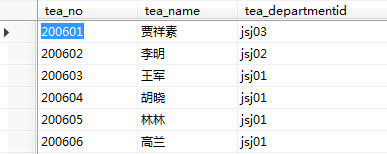 tea_no tea_name tea_departmentid
200601 贾祥素 jsj03
200602 李明 jsj02
200603 王军 jsj01
200604 胡晓 jsj01
200605 林林 jsj01
200606 高兰 jsj01